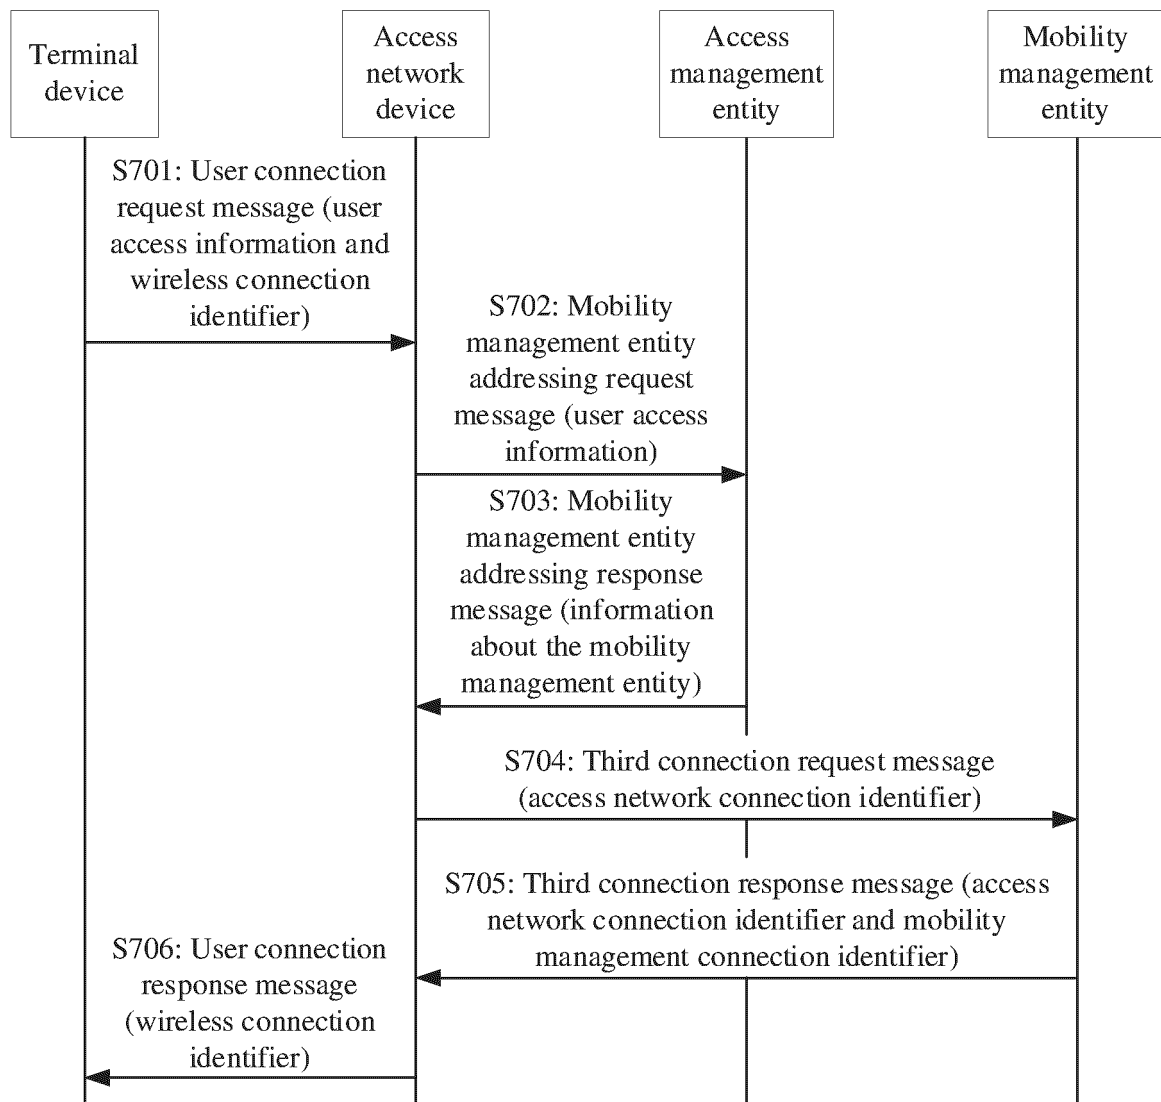 Terminal
device
Access
network
device
Access
management
entity
Mobility
management
entity
S701: User connection
request message (user
access information and
wireless connection
identifier)
S702: Mobility
management entity
addressing request
message (user access
information)
S703: Mobility
management entity
addressing response
message (information
about the mobility
management entity)
S704: Third connection request message
(access network connection identifier)
S705: Third connection response message (access
network connection identifier and mobility
management connection identifier)
S706: User connection
response message
(wireless connection
identifier)